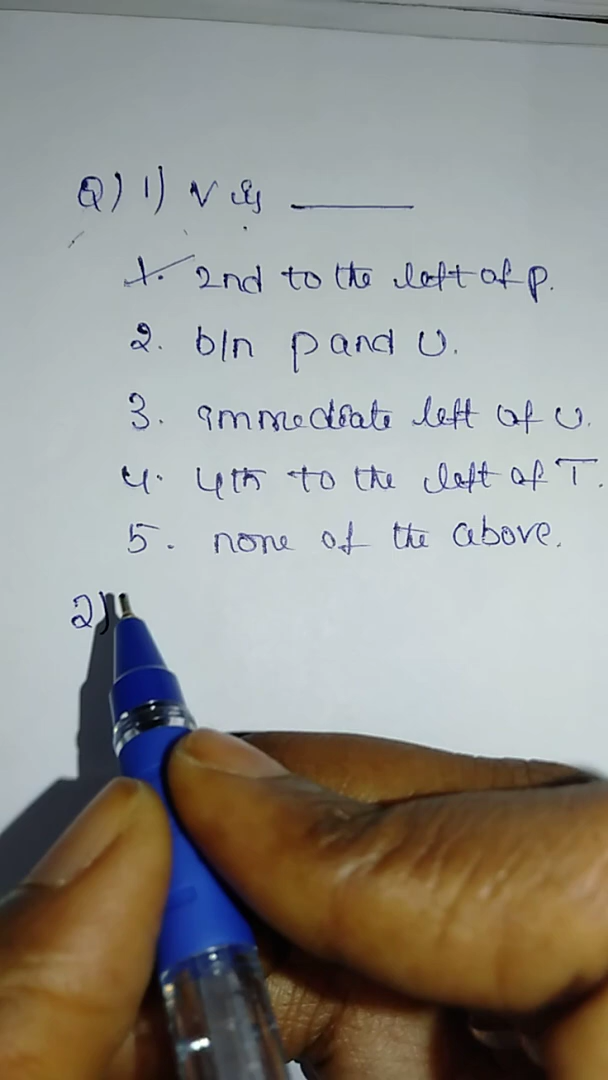 Q) 1) V is ______
1. 2nd to the left of P.
2. b/n P and U.
3. immediate left of U.
4. 4th to the left of T.
5. none of the above.
2)